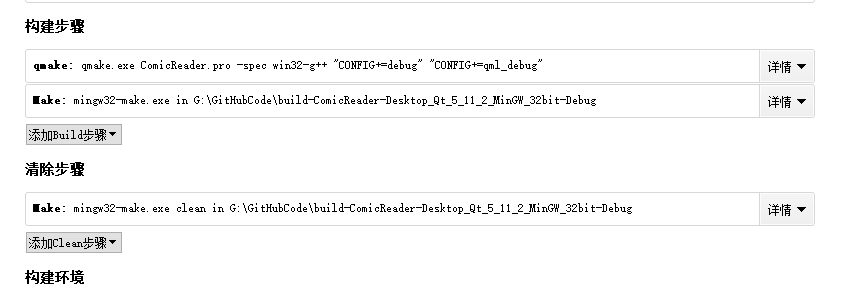 构建步骤
qmake: qmake.exe ComicReader.pro -spec win32-g++ "CONFIG+=debug" "CONFIG+=qml_debug" 详情
Make: mingw32-make.exe in G:\GitHubCode\build-ComicReader-Desktop_Qt_5_11_2_MinGW_32bit-Debug 详情
添加Build步骤
清除步骤
Make: mingw32-make.exe clean in G:\GitHubCode\build-ComicReader-Desktop_Qt_5_11_2_MinGW_32bit-Debug 详情
添加Clean步骤
构建环境